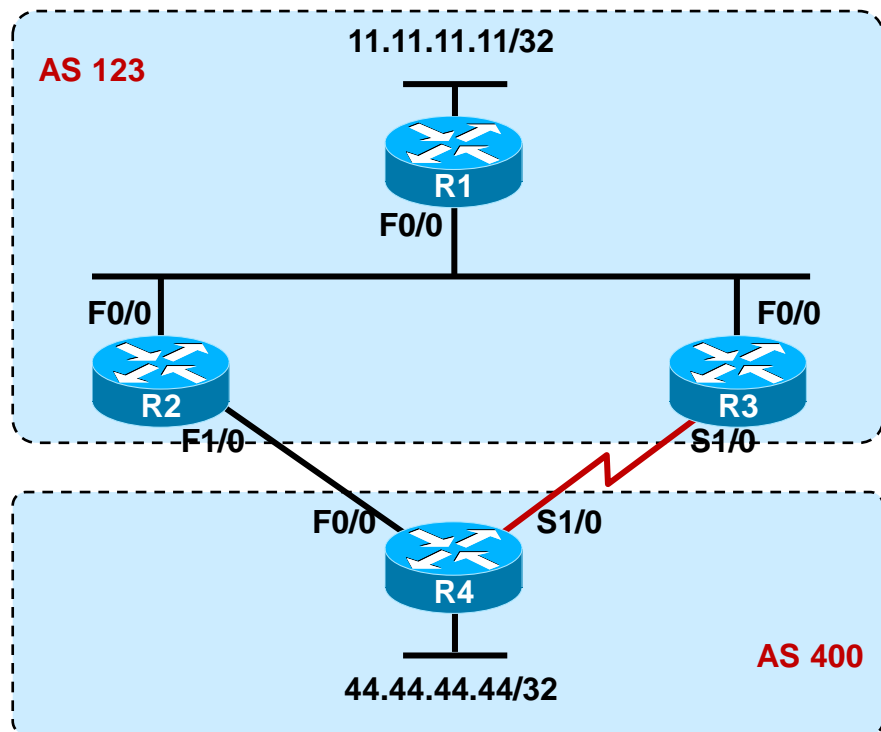 11.11.11.11/32
AS 123
R1
F0/0
F0/0
F0/0
R2
R3
F1/0
S1/0
F0/0
S1/0
R4
AS 400
44.44.44.44/32